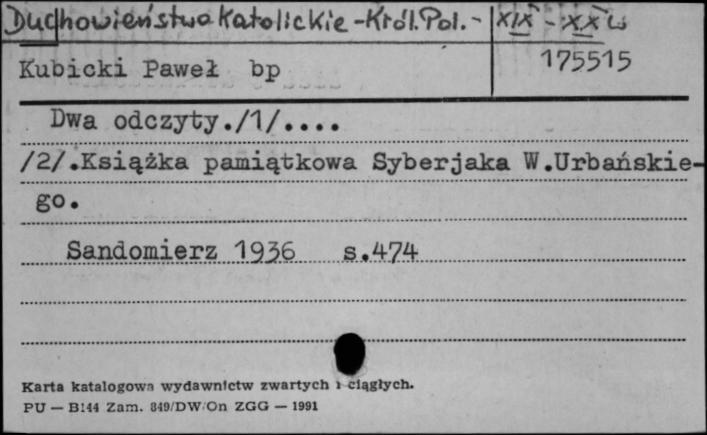 Duchowieństwo Katolickie - Król. Pol. - XIX - XX w
Kubicki Paweł bp 175515
Dwa odczyty./1/....
/2/.Książka pamiątkowa Syberjaka W.Urbańskie-
go.
Sandomierz 1936 s.474
Karta katalogowa wydawnictw zwartych i ciągłych.
PU — B144 Zam. 849/DW/On ZGG — 1991